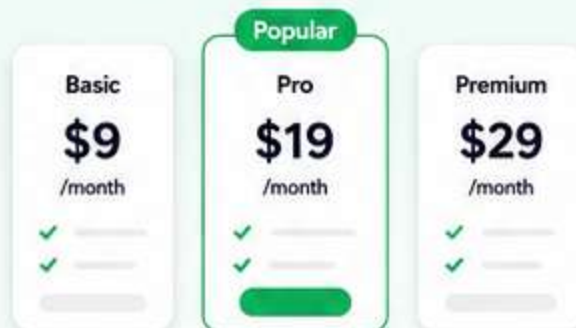 Popular
Basic
$9
/month
Pro
$19
/month
Premium
$29
/month